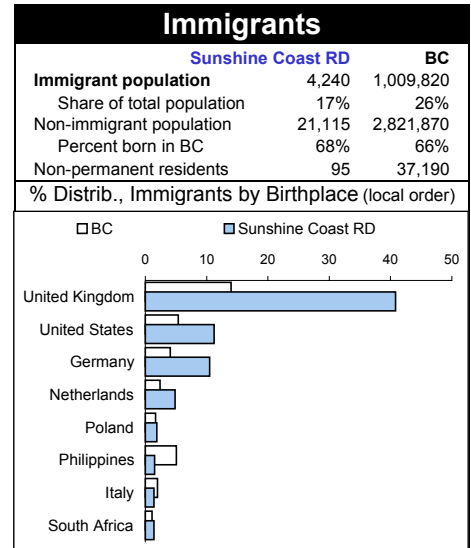 Immigrants
Sunshine Coast RD BC
Immigrant population 4,240 1,009,820
Share of total population 17% 26%
Non-immigrant population 21,115 2,821,870
Percent born in BC 68% 66%
Non-permanent residents 95 37,190
% Distrib., Immigrants by Birthplace (local order)
BC Sunshine Coast RD
0 10 20 30 40 50
United Kingdom
United States
Germany
Netherlands
Poland
Philippines
Italy
South Africa